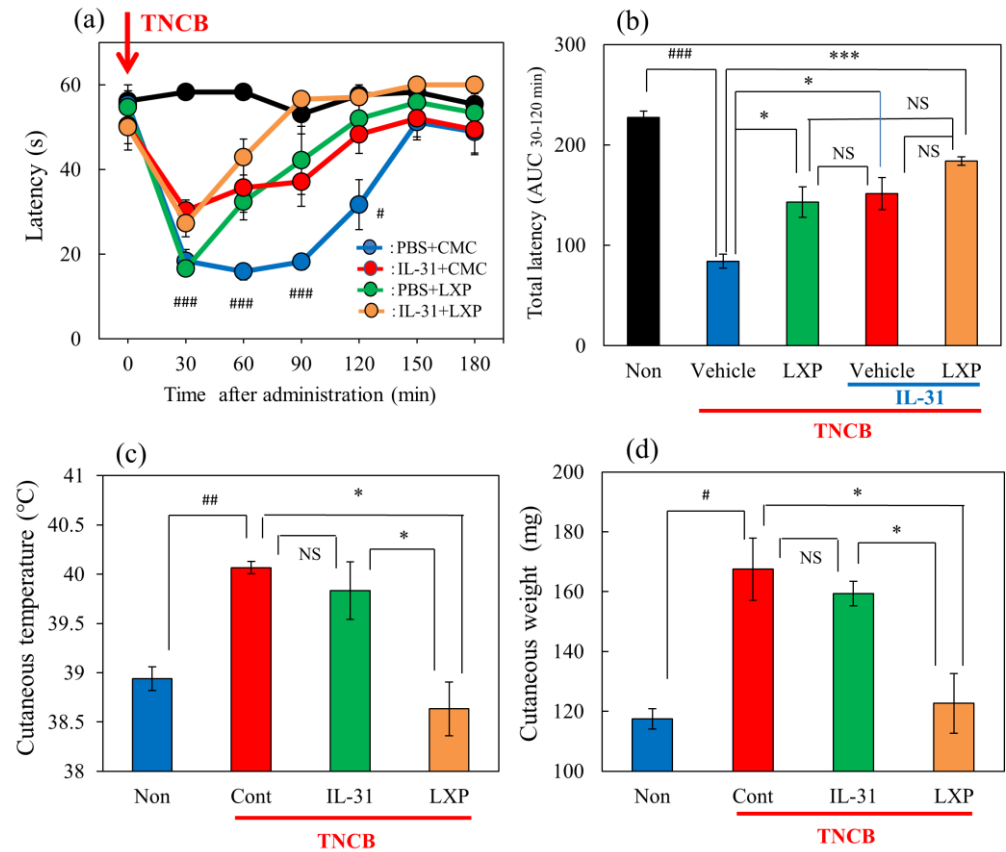 (a)
TNCB
60
40
20
0
Latency (s)
###
###
###
#
: PBS+CMC
: IL-31+CMC
: PBS+LXP
: IL-31+LXP
0 30 60 90 120 150 180
Time after administration (min)
(b)
300
200
100
0
Total latency (AUC 30-120 min)
###
***
*
*
NS
NS
NS
Non Vehicle LXP Vehicle LXP
IL-31
TNCB
(c)
41
40.5
40
39.5
39
38.5
38
Cutaneous temperature (℃)
##
*
NS
*
Non Cont IL-31 LXP
TNCB
(d)
200
180
160
140
120
100
Cutaneous weight (mg)
#
*
NS
*
Non Cont IL-31 LXP
TNCB